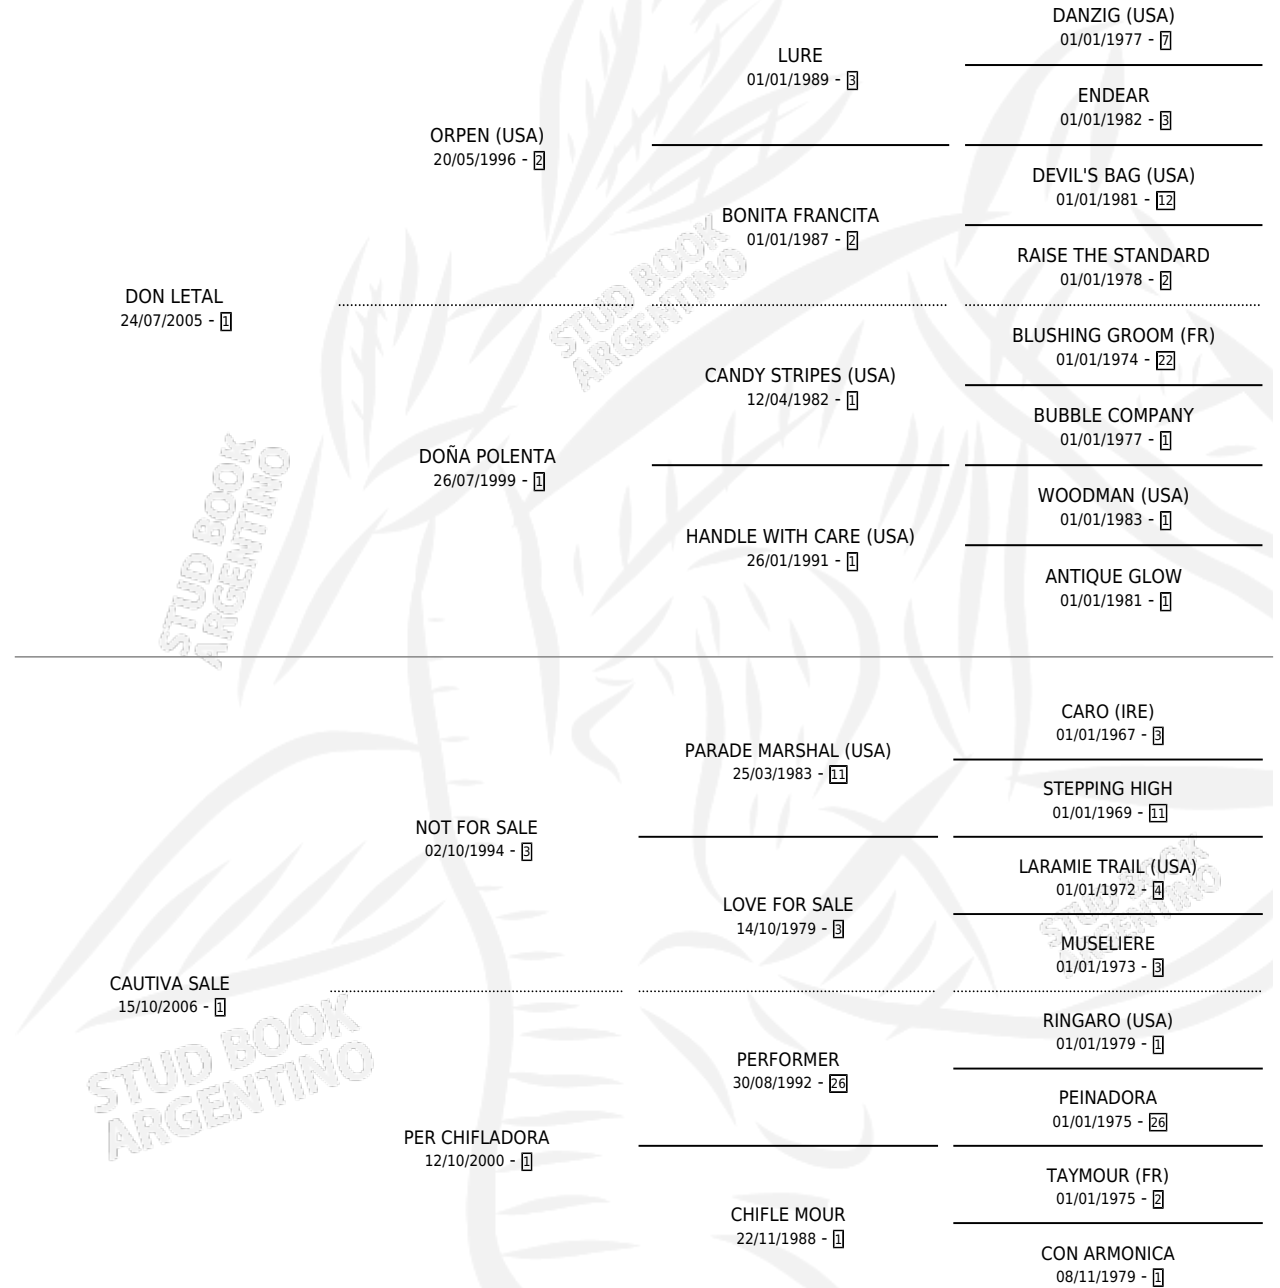 DANZIG (USA)
01/01/1977 - 7
LURE
01/01/1989 - 3
ENDEAR
01/01/1982 - 3
ORPEN (USA)
20/05/1996 - 2
DEVIL'S BAG (USA)
01/01/1981 - 12
BONITA FRANCITA
01/01/1987 - 2
RAISE THE STANDARD
01/01/1978 - 2
DON LETAL
24/07/2005 - 1
BLUSHING GROOM (FR)
01/01/1974 - 22
CANDY STRIPES (USA)
12/04/1982 - 1
BUBBLE COMPANY
01/01/1977 - 1
DOÑA POLENTA
26/07/1999 - 1
WOODMAN (USA)
01/01/1983 - 1
HANDLE WITH CARE (USA)
26/01/1991 - 1
ANTIQUE GLOW
01/01/1981 - 1
CARO (IRE)
01/01/1967 - 3
PARADE MARSHAL (USA)
25/03/1983 - 11
STEPPING HIGH
01/01/1969 - 11
NOT FOR SALE
02/10/1994 - 3
LARAMIE TRAIL (USA)
01/01/1972 - 4
LOVE FOR SALE
14/10/1979 - 3
MUSELIERE
01/01/1973 - 3
CAUTIVA SALE
15/10/2006 - 1
RINGARO (USA)
01/01/1979 - 1
PERFORMER
30/08/1992 - 26
PEINADORA
01/01/1975 - 26
PER CHIFLADORA
12/10/2000 - 1
TAYMOUR (FR)
01/01/1975 - 2
CHIFLE MOUR
22/11/1988 - 1
CON ARMONICA
08/11/1979 - 1
STUD BOOK
ARGENTINO
STUD BOOK
ARGENTINO
STUD BOOK
ARGENTINO
STUD BOOK
ARGENTINO